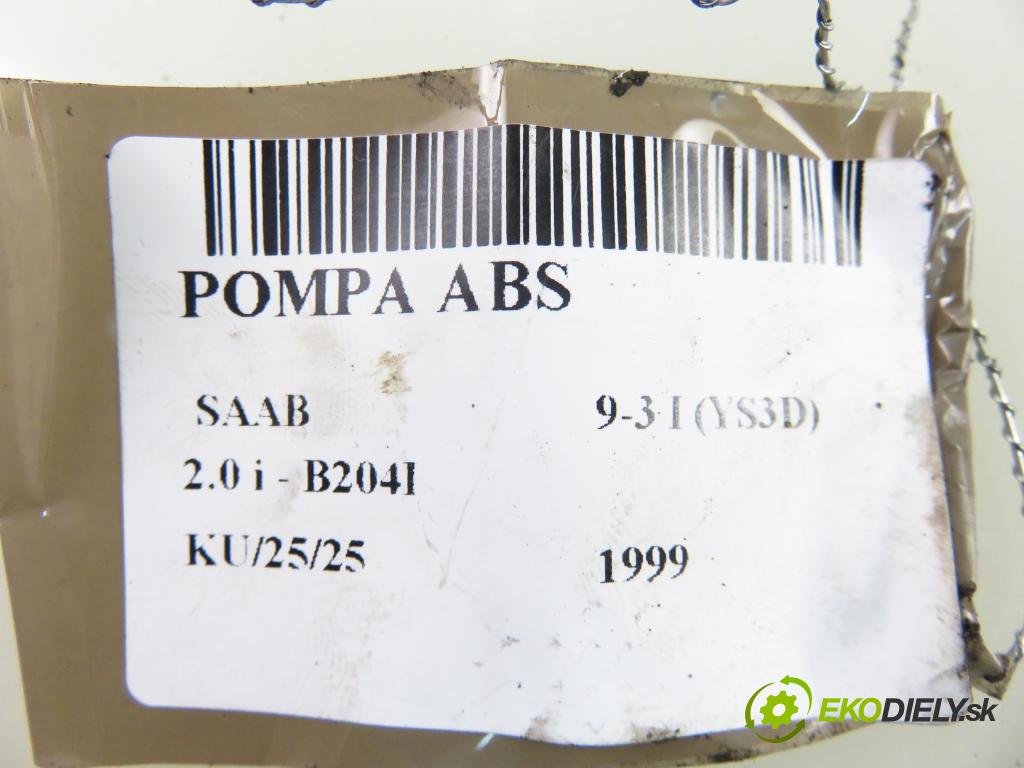 POMPA ABS
SAAB 9-3 I (YS3D)
2.0 i - B204I
KU/25/25 1999
EKODIELY.sk